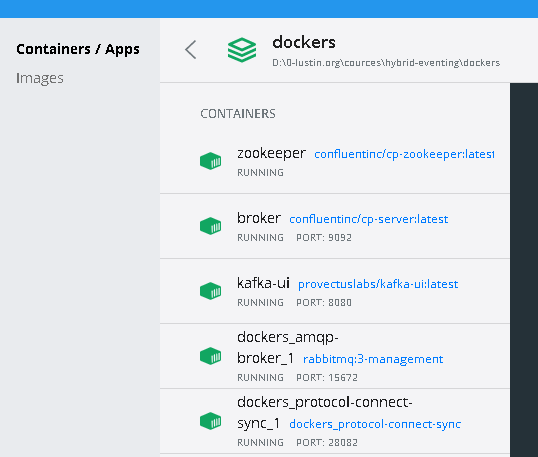 Containers / Apps
Images
dockers
D:\0-lustin.org\cources\hybrid-eventing\dockers
CONTAINERS
zookeeper confluentinc/cp-zookeeper:latest
RUNNING
broker confluentinc/cp-server:latest
RUNNING PORT: 9092
kafka-ui provectuslabs/kafka-ui:latest
RUNNING PORT: 8080
dockers_amqp-
broker_1 rabbitmq:3-management
RUNNING PORT: 15672
dockers_protocol-connect-
sync_1 dockers_protocol-connect-sync
RUNNING PORT: 28082